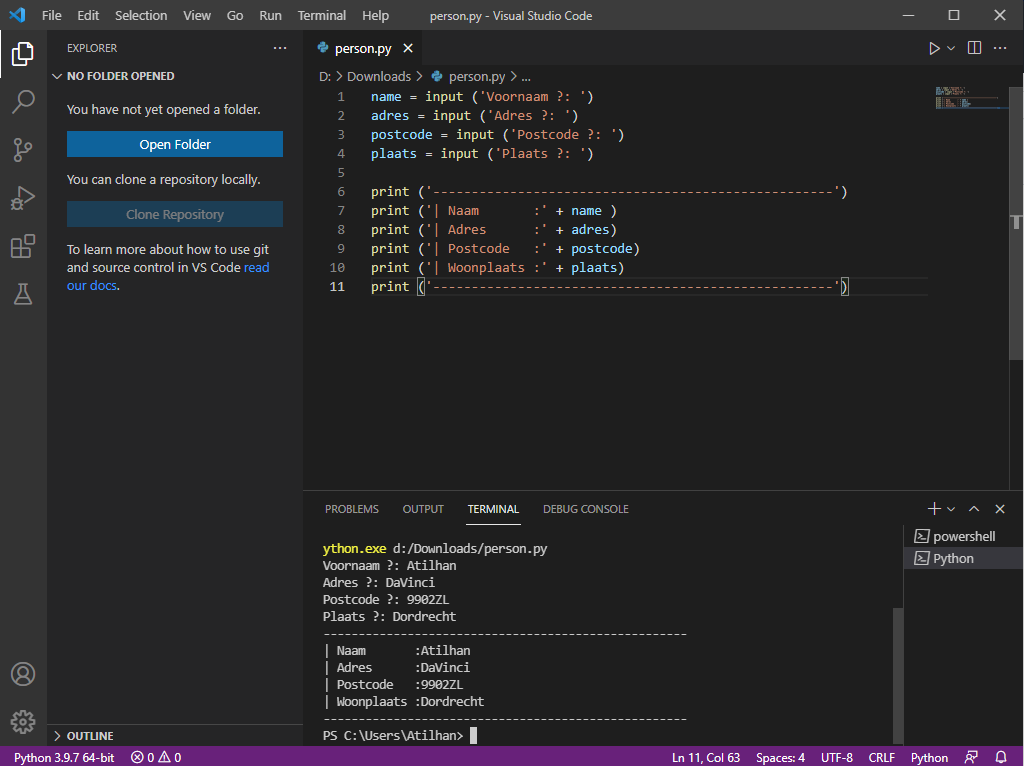 File Edit Selection View Go Run Terminal Help person.py - Visual Studio Code
EXPLORER
NO FOLDER OPENED
You have not yet opened a folder.
Open Folder
You can clone a repository locally.
Clone Repository
To learn more about how to use git
and source control in VS Code read
our docs.
OUTLINE
person.py
D: > Downloads > person.py > ...
1 name = input ('Voornaam ?: ')
2 adres = input ('Adres ?: ')
3 postcode = input ('Postcode ?: ')
4 plaats = input ('Plaats ?: ')
5
6 print ('----------------------------------------------------')
7 print ('| Naam       :' + name )
8 print ('| Adres      :' + adres)
9 print ('| Postcode   :' + postcode)
10 print ('| Woonplaats :' + plaats)
11 print ('----------------------------------------------------')
PROBLEMS OUTPUT TERMINAL DEBUG CONSOLE
powershell
Python
ython.exe d:/Downloads/person.py
Voornaam ?: Atilhan
Adres ?: DaVinci
Postcode ?: 9902ZL
Plaats ?: Dordrecht
----------------------------------------------------
| Naam       :Atilhan
| Adres      :DaVinci
| Postcode   :9902ZL
| Woonplaats :Dordrecht
----------------------------------------------------
PS C:\Users\Atilhan>
Python 3.9.7 64-bit 0 0 Ln 11, Col 63 Spaces: 4 UTF-8 CRLF Python